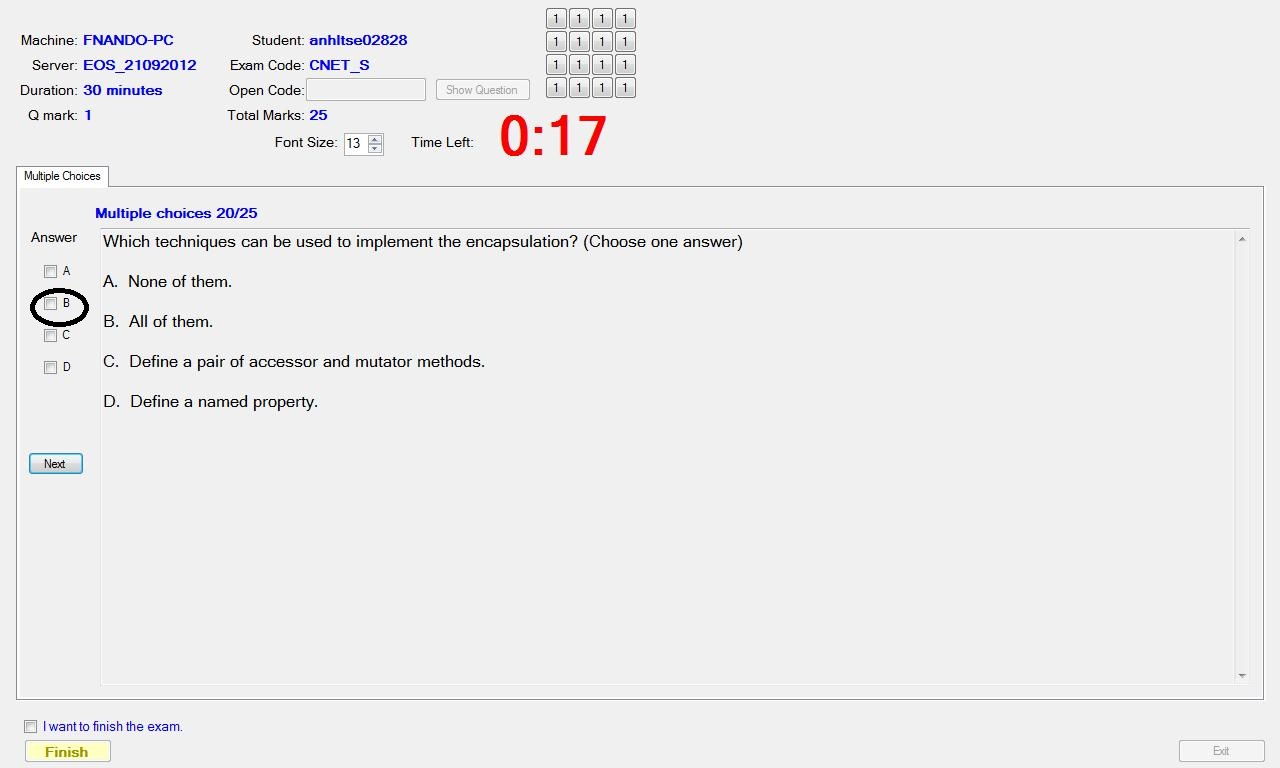 Machine: FNANDO-PC Student: anhltse02828
Server: EOS_21092012 Exam Code: CNET_S
Duration: 30 minutes Open Code: Show Question
Q mark: 1 Total Marks: 25
1 1 1 1
1 1 1 1
1 1 1 1
1 1 1 1
Font Size: 13 Time Left: 0:17
Multiple Choices
Multiple choices 20/25
Answer
A
B
C
D
Next
Which techniques can be used to implement the encapsulation? (Choose one answer)
A. None of them.
B. All of them.
C. Define a pair of accessor and mutator methods.
D. Define a named property.
I want to finish the exam.
Finish
Exit